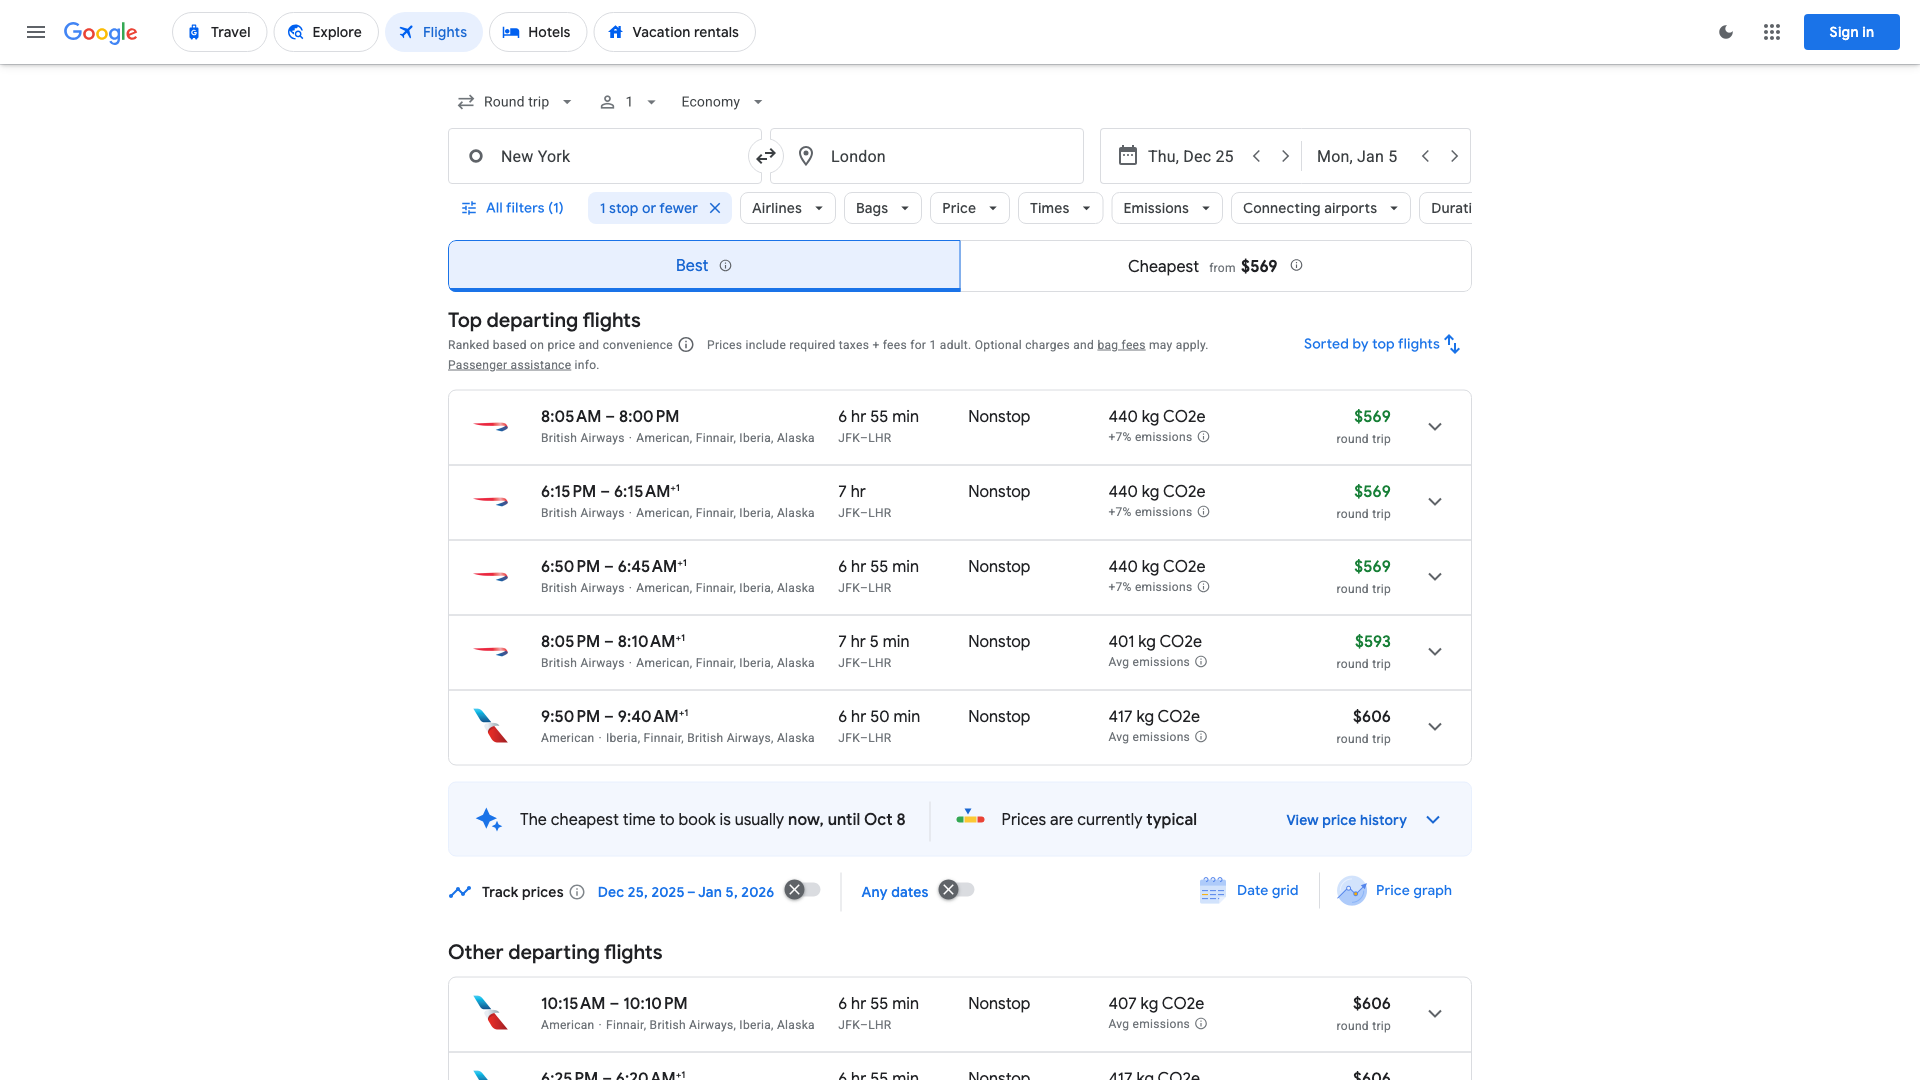 Google
Travel
Explore
Flights
Hotels
Vacation rentals
Sign in
Round trip
1
Economy
New York
London
Thu, Dec 25
Mon, Jan 5
All filters (1)
1 stop or fewer
Airlines
Bags
Price
Times
Emissions
Connecting airports
Durati
Best
Cheapest from $569
Top departing flights
Ranked based on price and convenience
Prices include required taxes + fees for 1 adult. Optional charges and bag fees may apply.
Passenger assistance info.
Sorted by top flights
8:05 AM – 8:00 PM
British Airways · American, Finnair, Iberia, Alaska
6 hr 55 min
JFK–LHR
Nonstop
440 kg CO2e
+7% emissions
$569
round trip
6:15 PM – 6:15 AM+1
British Airways · American, Finnair, Iberia, Alaska
7 hr
JFK–LHR
Nonstop
440 kg CO2e
+7% emissions
$569
round trip
6:50 PM – 6:45 AM+1
British Airways · American, Finnair, Iberia, Alaska
6 hr 55 min
JFK–LHR
Nonstop
440 kg CO2e
+7% emissions
$569
round trip
8:05 PM – 8:10 AM+1
British Airways · American, Finnair, Iberia, Alaska
7 hr 5 min
JFK–LHR
Nonstop
401 kg CO2e
Avg emissions
$593
round trip
9:50 PM – 9:40 AM+1
American · Iberia, Finnair, British Airways, Alaska
6 hr 50 min
JFK–LHR
Nonstop
417 kg CO2e
Avg emissions
$606
round trip
The cheapest time to book is usually now, until Oct 8
Prices are currently typical
View price history
Track prices
Dec 25, 2025 – Jan 5, 2026
Any dates
Date grid
Price graph
Other departing flights
10:15 AM – 10:10 PM
American · Finnair, British Airways, Iberia, Alaska
6 hr 55 min
JFK–LHR
Nonstop
407 kg CO2e
Avg emissions
$606
round trip
6:25 PM – 6:20 AM+1
6 hr 55 min
Nonstop
417 kg CO2e
$606